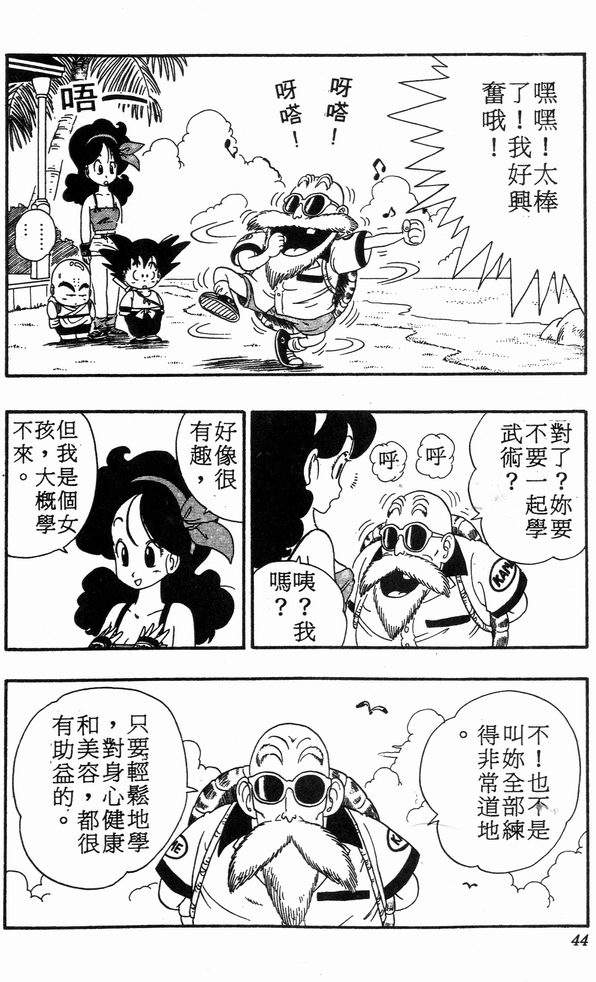 嘿嘿！太棒
了！我好興
奮哦！
呀嗒！
呀嗒！
唔一
……
對了？妳要
不要一起學
武術？
呼
呼
咦？我
嗎？
KAME
好像很
有趣，
但我是個女
孩，大概學
不來。
不！也不是
叫妳全部練
得非常道地
。
只要輕鬆地學
，對身心健康
和美容，都很
有助益的。
KAME
44